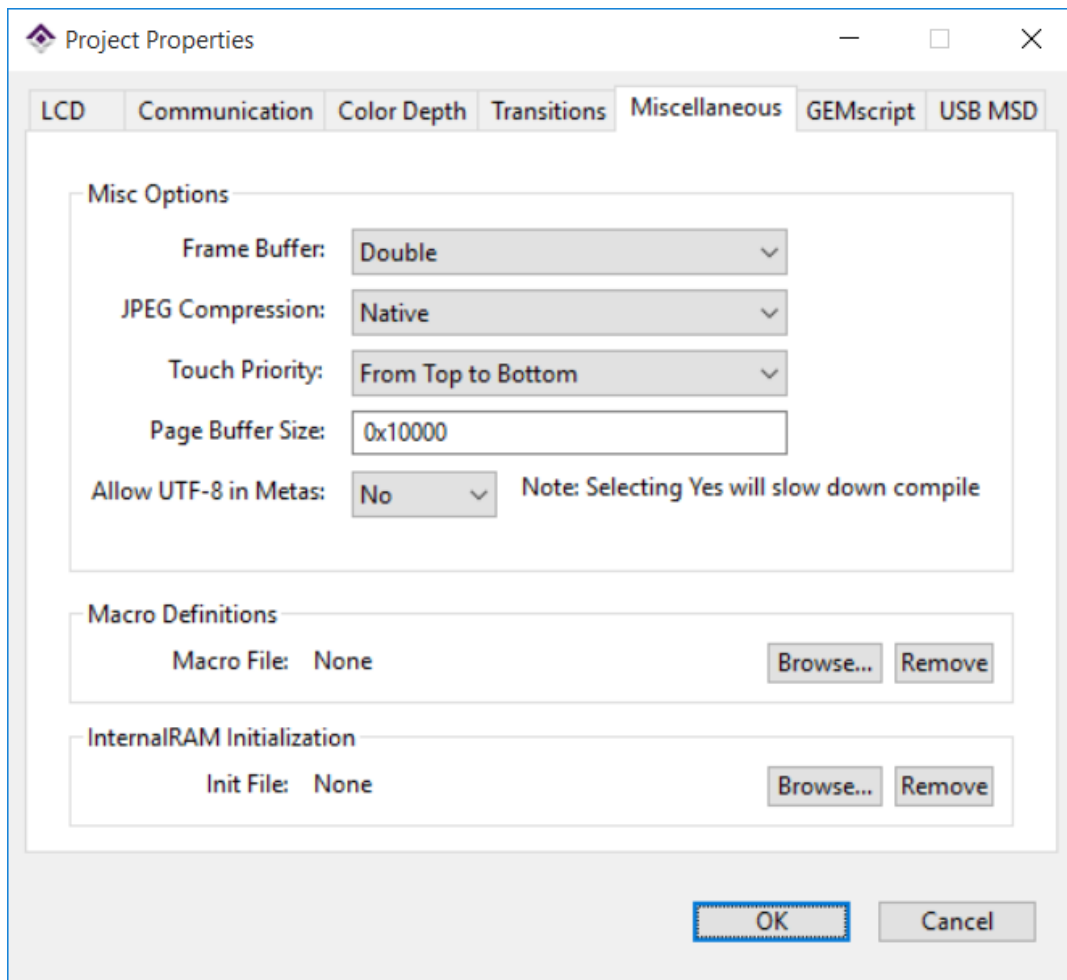 Project Properties
LCD Communication Color Depth Transitions Miscellaneous GEMscript USB MSD
Misc Options
Frame Buffer: Double
JPEG Compression: Native
Touch Priority: From Top to Bottom
Page Buffer Size: 0x10000
Allow UTF-8 in Metas: No Note: Selecting Yes will slow down compile
Macro Definitions
Macro File: None Browse... Remove
InternalRAM Initialization
Init File: None Browse... Remove
OK Cancel